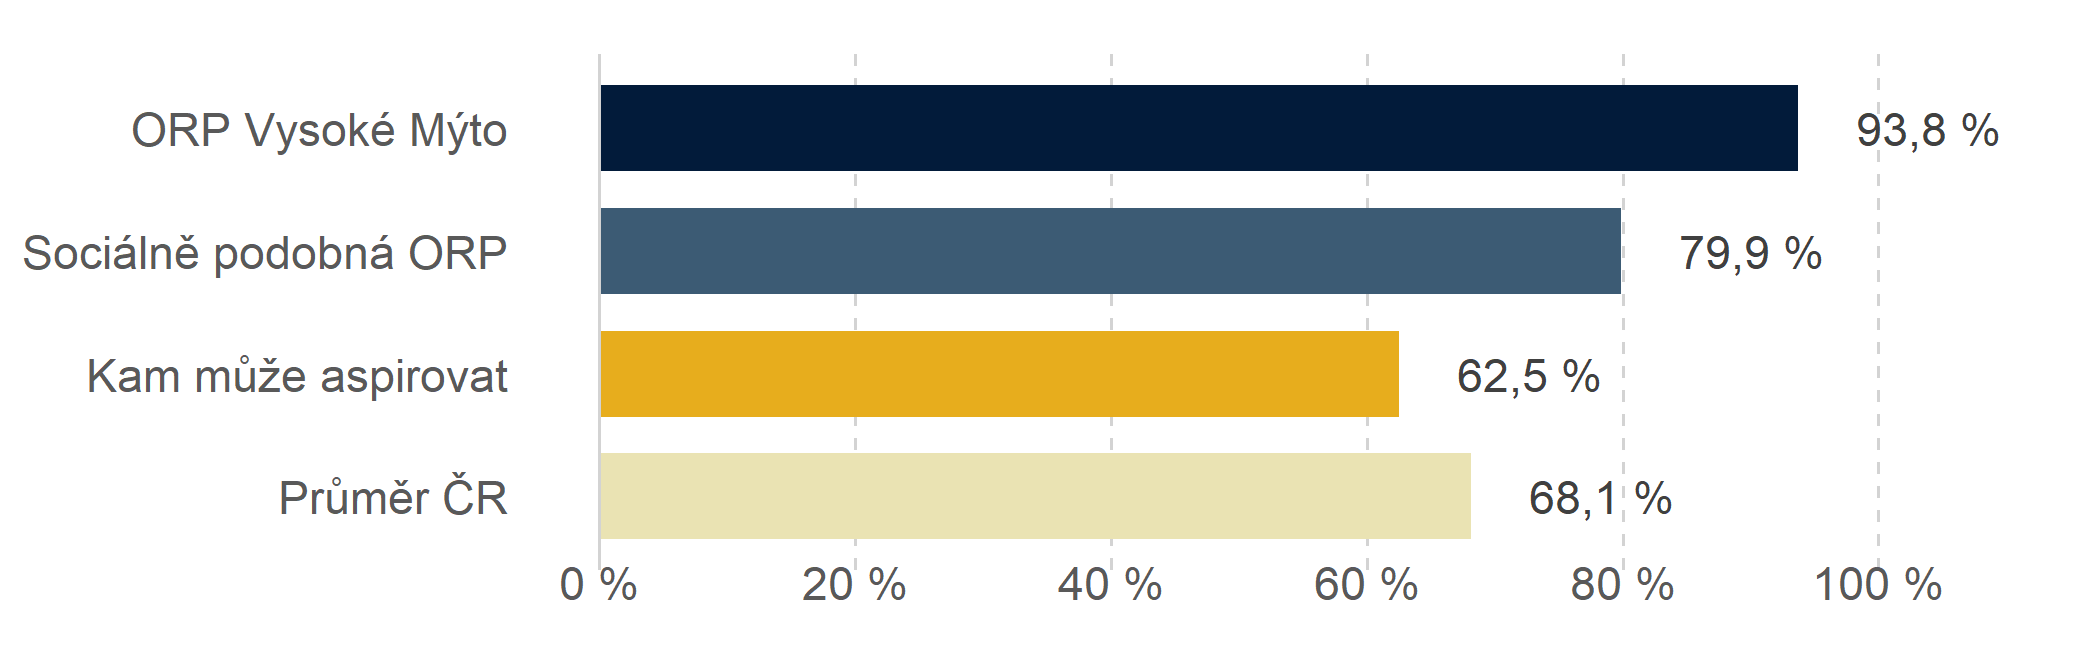 ORP Vysoké Mýto
93,8 %
Sociálně podobná ORP
79,9 %
Kam může aspirovat
62,5 %
Průměr ČR
68,1 %
0 %
20 %
40 %
60 %
80 %
100 %